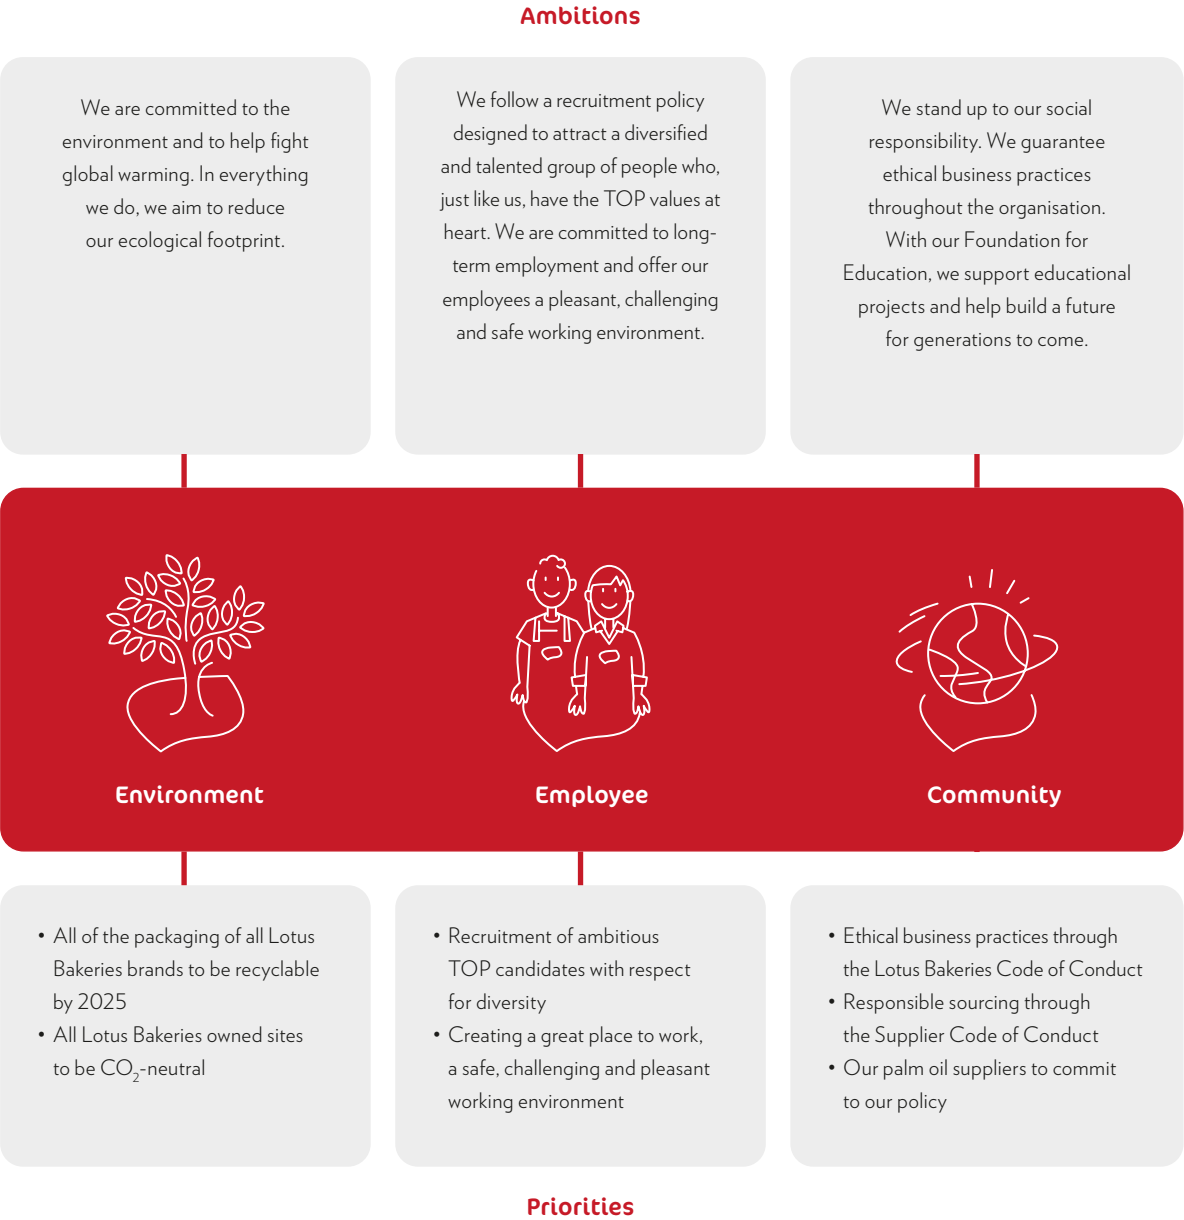 Ambitions
We are committed to the
environment and to help fight
global warming. In everything
we do, we aim to reduce
our ecological footprint.
We follow a recruitment policy
designed to attract a diversified
and talented group of people who,
just like us, have the TOP values at
heart. We are committed to long-
term employment and offer our
employees a pleasant, challenging
and safe working environment.
We stand up to our social
responsibility. We guarantee
ethical business practices
throughout the organisation.
With our Foundation for
Education, we support educational
projects and help build a future
for generations to come.
Environment
Employee
Community
• All of the packaging of all Lotus
Bakeries brands to be recyclable
by 2025
• All Lotus Bakeries owned sites
to be CO₂-neutral
• Recruitment of ambitious
TOP candidates with respect
for diversity
• Creating a great place to work,
a safe, challenging and pleasant
working environment
• Ethical business practices through
the Lotus Bakeries Code of Conduct
• Responsible sourcing through
the Supplier Code of Conduct
• Our palm oil suppliers to commit
to our policy
Priorities